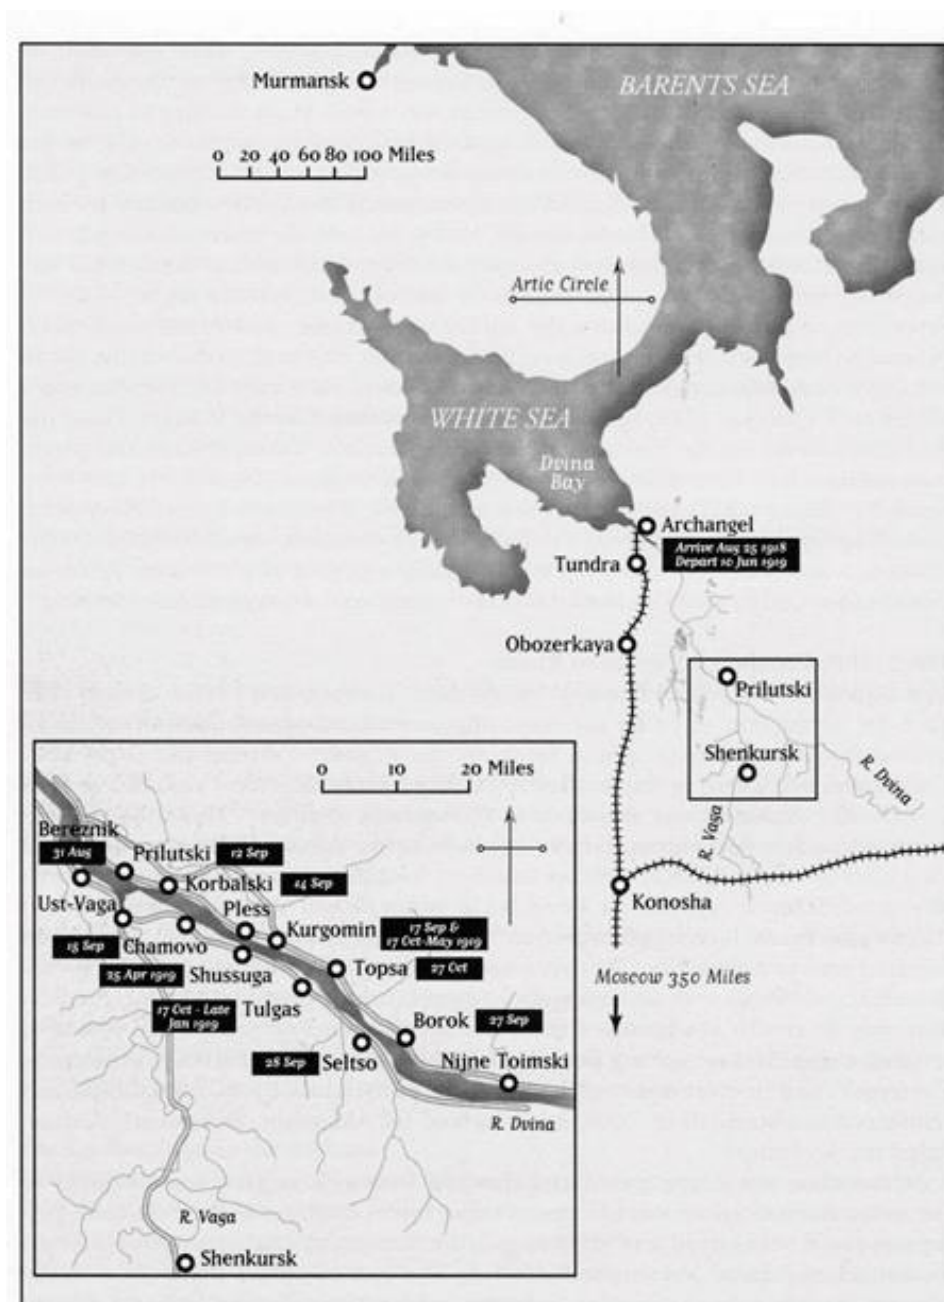 BARENTS SEA
Murmansk
0 20 40 60 80 100 Miles
Artic Circle
WHITE SEA
Dvina
Bay
Archangel
Arrive Aug 25 1918
Depart 10 Jun 1919
Tundra
Obozerkaya
Prilutski
Shenkursk
R. Dvina
R. Vaga
Konosha
Moscow 350 Miles
0 10 20 Miles
Bereznik
31 Aug
Prilutski
12 Sep
Korbalski
14 Sep
Ust-Vaga
Pless
Kurgomin
17 Sep &
17 Oct-May 1919
15 Sep
Chamovo
25 Apr 1919
Shussuga
Topsa
27 Oct
17 Oct - Late
Jan 1919
Tulgas
Borok
27 Sep
28 Sep
Seltso
Nijne Toimski
R. Dvina
R. Vaga
Shenkursk